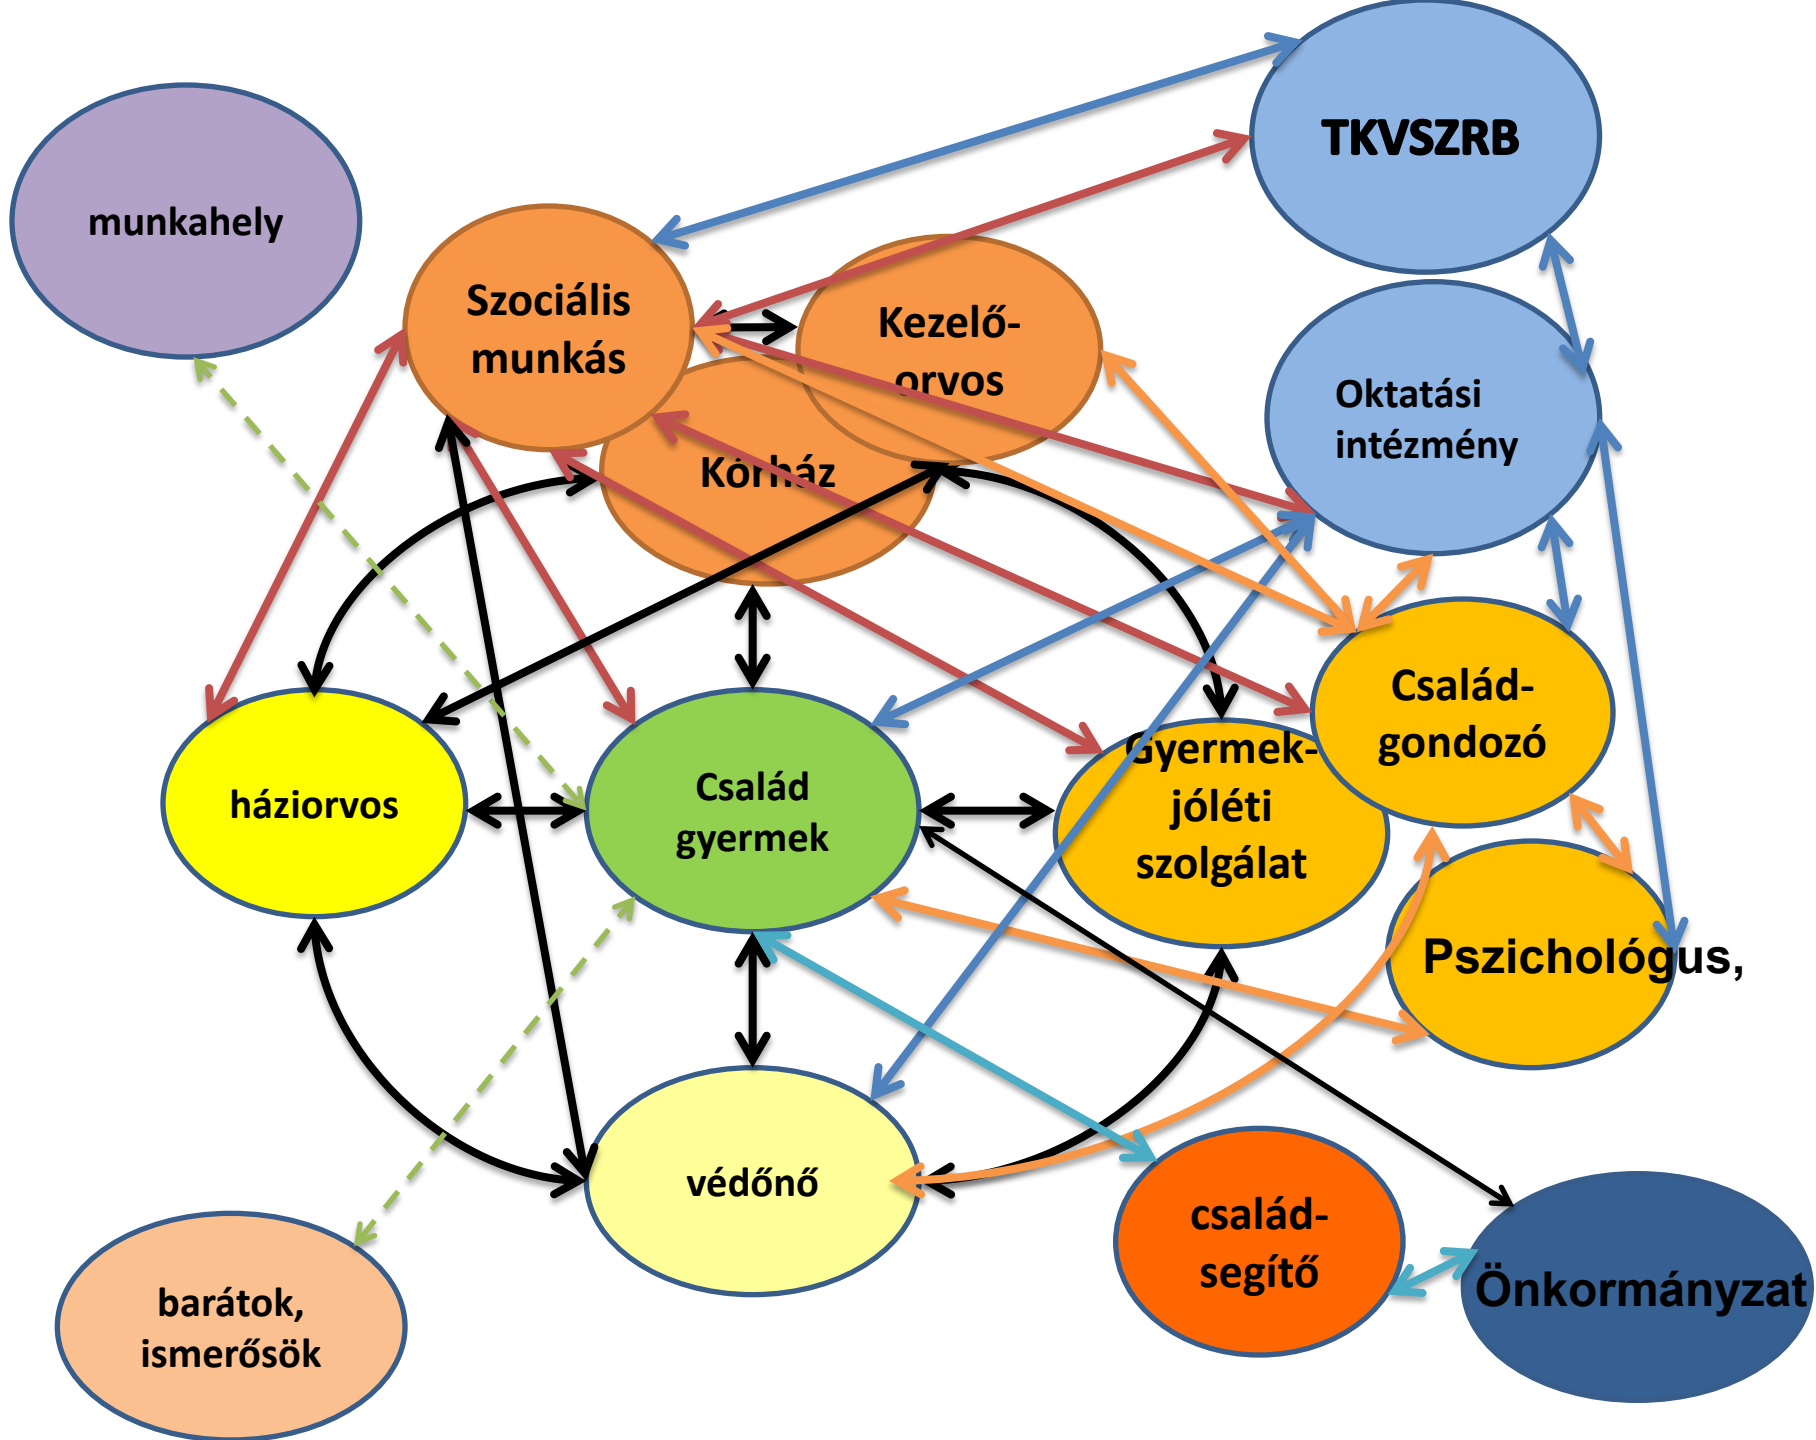 TKVSZRB
munkahely
Szociális
munkás
Kezelő-
orvos
Oktatási
intézmény
Kórház
Család-
gondozó
Gyermek-
jóléti
szolgálat
háziorvos
Család
gyermek
Pszichológus,
védőnő
család-
segítő
Önkormányzat
barátok,
ismerősök